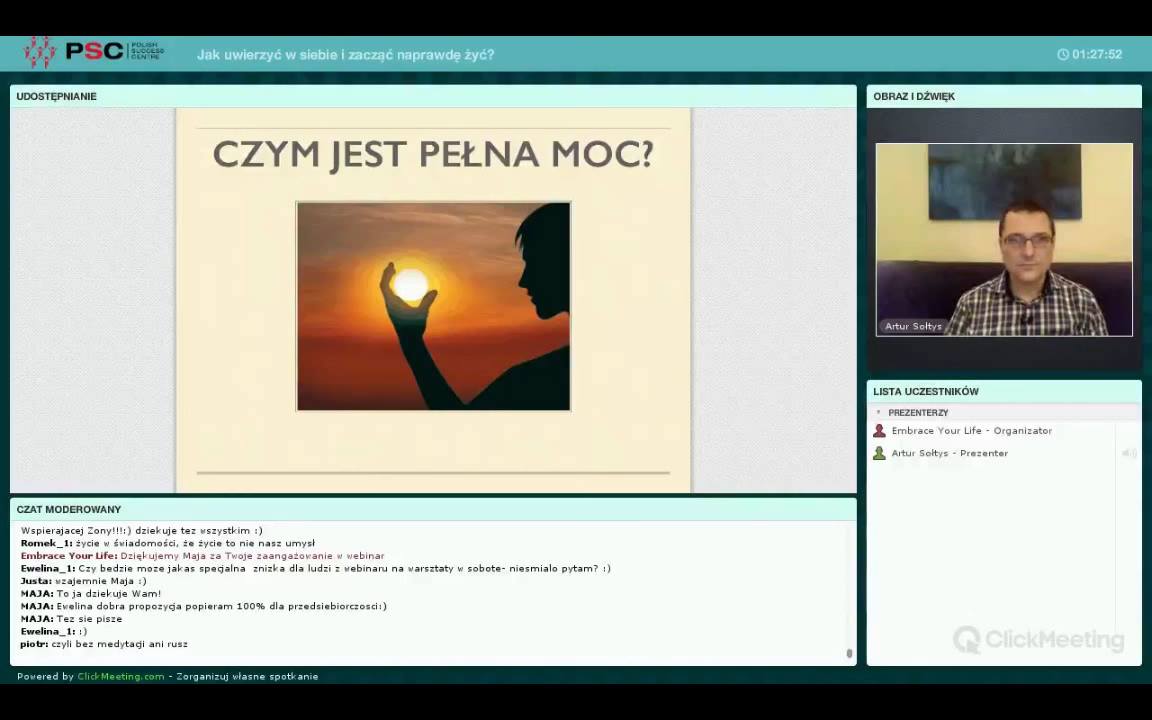 PSC POLISH SUCCESS CENTRE
Jak uwierzyć w siebie i zacząć naprawdę żyć?
01:27:52
UDOSTĘPNIANIE
CZYM JEST PEŁNA MOC?
OBRAZ I DŹWIĘK
Artur Sołtys
LISTA UCZESTNIKÓW
PREZENTERZY
Embrace Your Life - Organizator
Artur Sołtys - Prezenter
ClickMeeting
CZAT MODEROWANY
Wspierajacej Zony!!!:) dziekuje tez wszystkim :)
Romek_1: życie w świadomości, że życie to nie nasz umysł
Embrace Your Life: Dziękujemy Maja za Twoje zaangażowanie w webinar
Ewelina_1: Czy bedzie moze jakas specjalna znizka dla ludzi z webinaru na warsztaty w sobote- niesmialo pytam? :)
Justa: wzajemnie Maja :)
MAJA: To ja dziekuje Wam!
MAJA: Ewelina dobra propozycja popieram 100% dla przedsiebiorczosci:)
MAJA: Tez sie pisze
Ewelina_1: :)
piotr: czyli bez medytacji ani rusz
Powered by ClickMeeting.com - Zorganizuj własne spotkanie